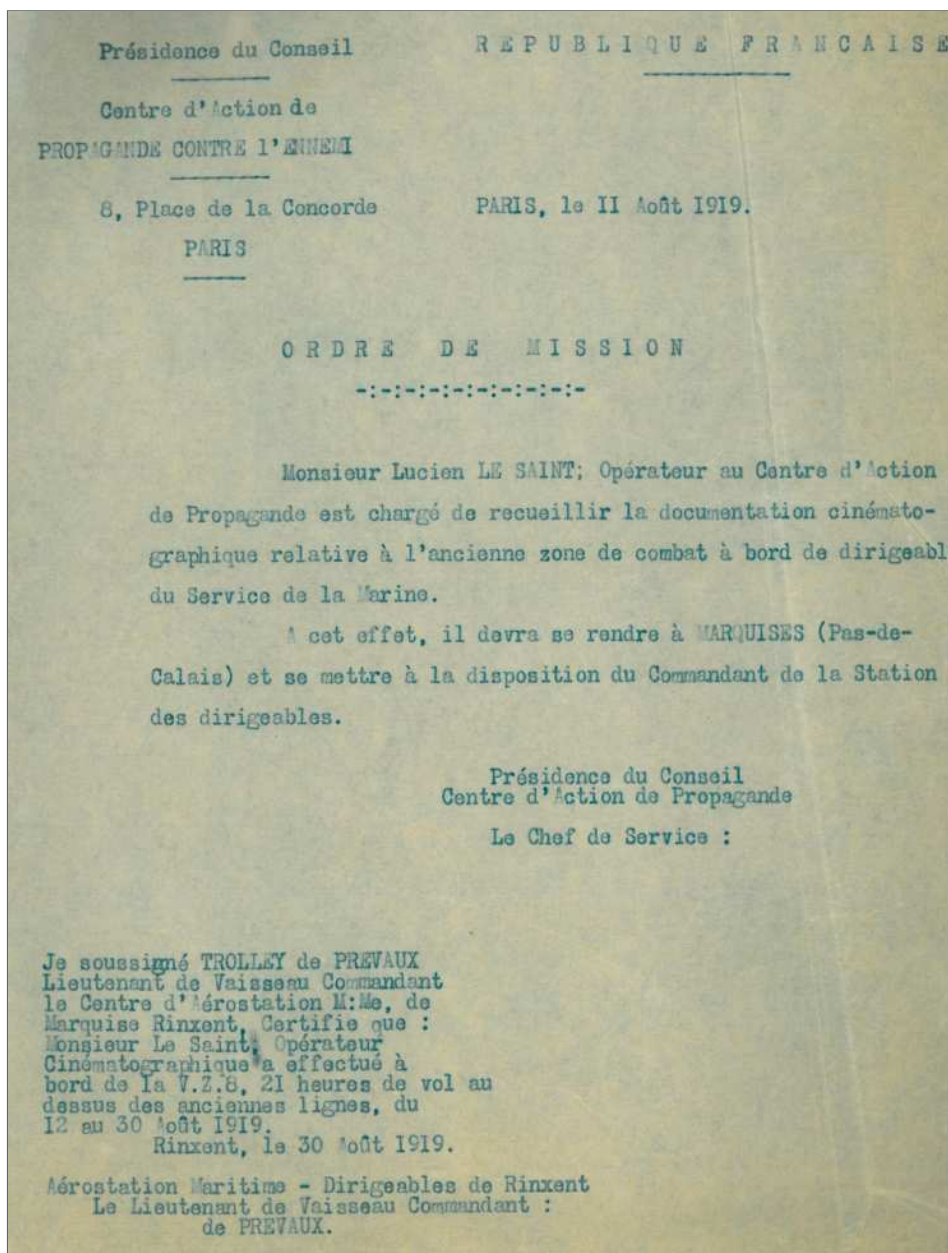 Présidence du Conseil
REPUBLIQUE FRANCAISE
Centre d'Action de
PROPAGANDE CONTRE l'ENNEMI
8, Place de la Concorde
PARIS, le II Août 1919.
PARIS
ORDRE DE MISSION
-:-:-:-:-:-:-:-:-:-
Monsieur Lucien LE SAINT; Opérateur au Centre d'Action
de Propagande est chargé de recueillir la documentation cinémato-
graphique relative à l'ancienne zone de combat à bord de dirigeabl
du Service de la Marine.
A cet effet, il devra se rendre à MARQUISES (Pas-de-
Calais) et se mettre à la disposition du Commandant de la Station
des dirigeables.
Présidence du Conseil
Centre d'Action de Propagande
Le Chef de Service :
Je soussigné TROLLEY de PREVAUX
Lieutenant de Vaisseau Commandant
le Centre d'Aérostation M:Me, de
Marquise Rinxent, Certifie que :
Monsieur Le Saint, Opérateur
Cinématographique a effectué à
bord de la V.Z.8, 2I heures de vol au
dessus des anciennes lignes, du
I2 au 30 Août I9I9.
Rinxent, le 30 Août I9I9.
Aérostation Maritime - Dirigeables de Rinxent
Le Lieutenant de Vaisseau Commandant :
de PREVAUX.